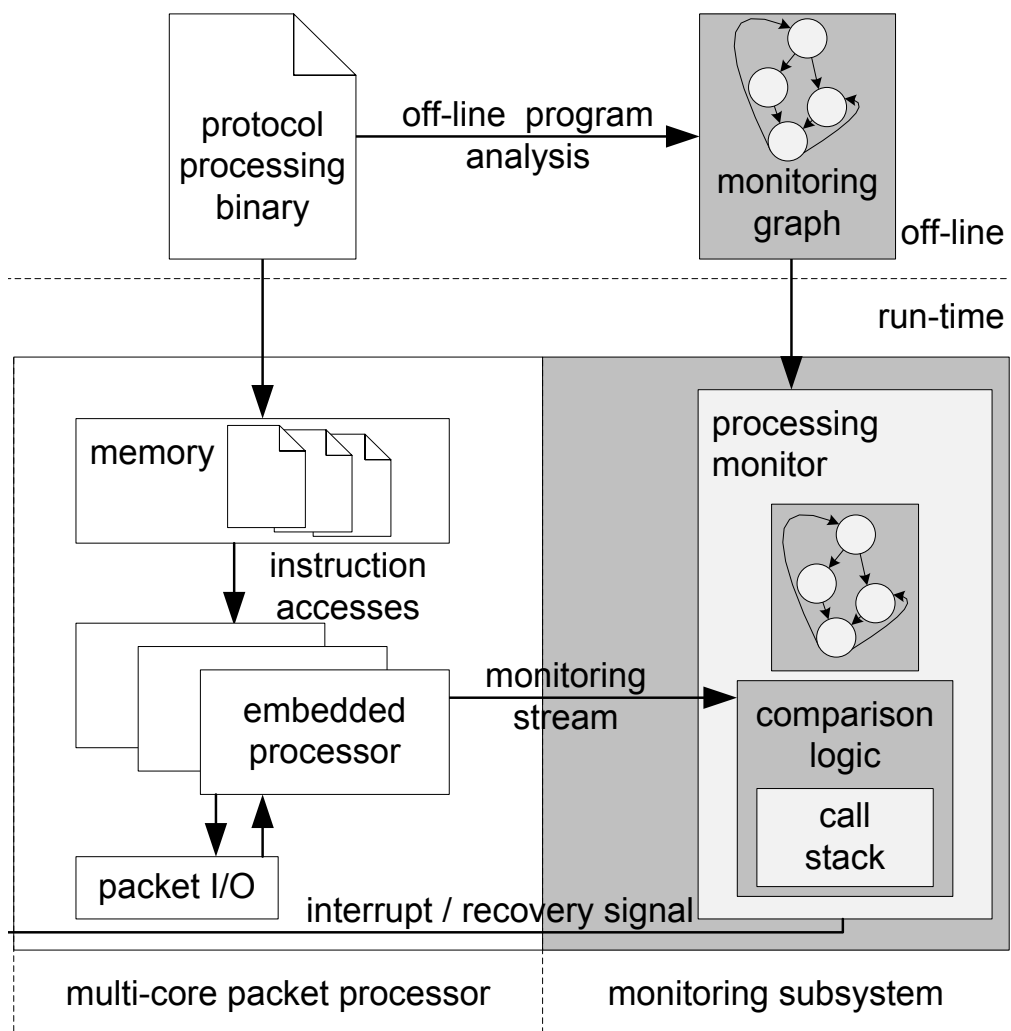 protocol
processing
binary
off-line program
analysis
monitoring
graph
off-line
run-time
memory
instruction
accesses
embedded
processor
packet I/O
monitoring
stream
processing
monitor
comparison
logic
call
stack
interrupt / recovery signal
multi-core packet processor
monitoring subsystem